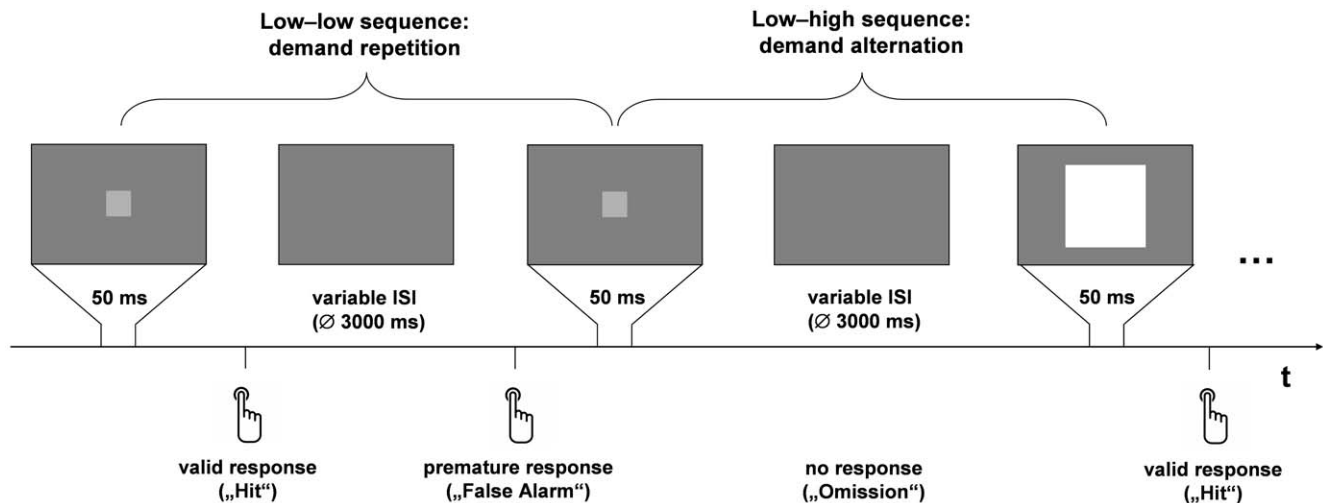 Low–low sequence:
demand repetition
Low–high sequence:
demand alternation
50 ms
variable ISI
(∅ 3000 ms)
50 ms
variable ISI
(∅ 3000 ms)
50 ms
...
t
valid response
(„Hit“)
premature response
(„False Alarm“)
no response
(„Omission“)
valid response
(„Hit“)